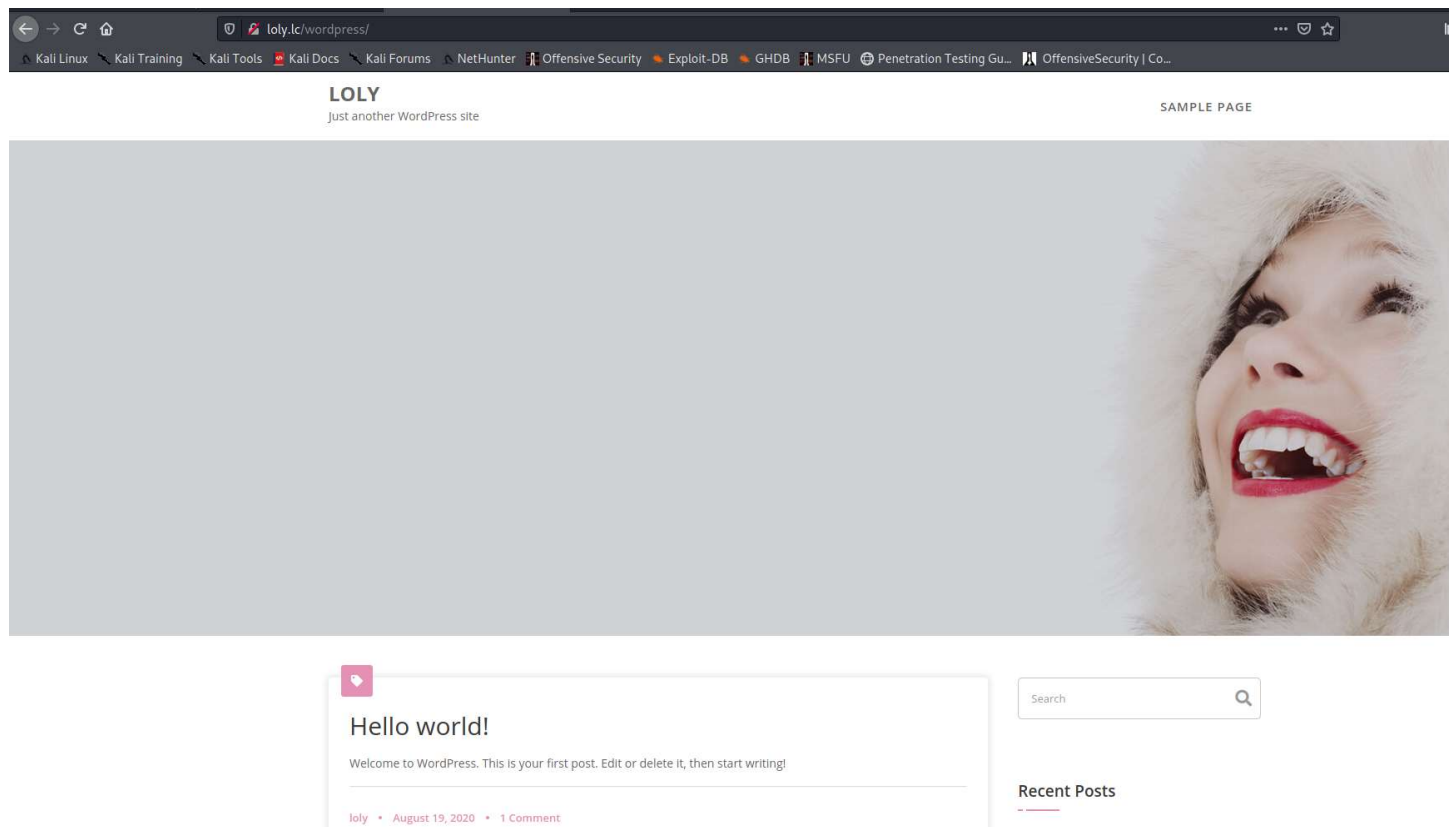 loly.lc/wordpress/
Kali Linux Kali Training Kali Tools Kali Docs Kali Forums NetHunter Offensive Security Exploit-DB GHDB MSFU Penetration Testing Gu... OffensiveSecurity | Co...
LOLY
Just another WordPress site
SAMPLE PAGE
Search
Hello world!
Welcome to WordPress. This is your first post. Edit or delete it, then start writing!
Recent Posts
loly • August 19, 2020 • 1 Comment